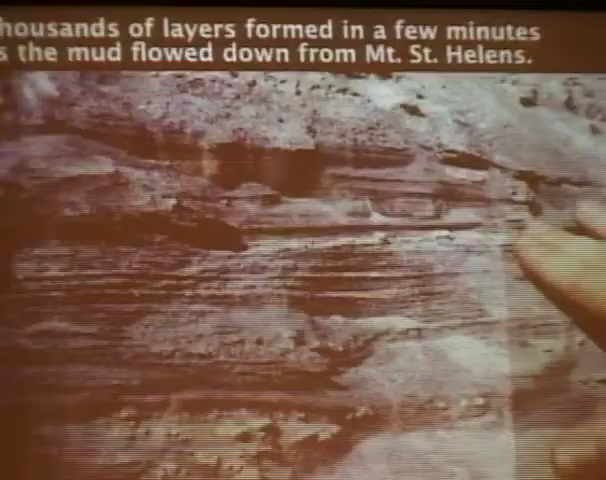 housands of layers formed in a few minutes
s the mud flowed down from Mt. St. Helens.